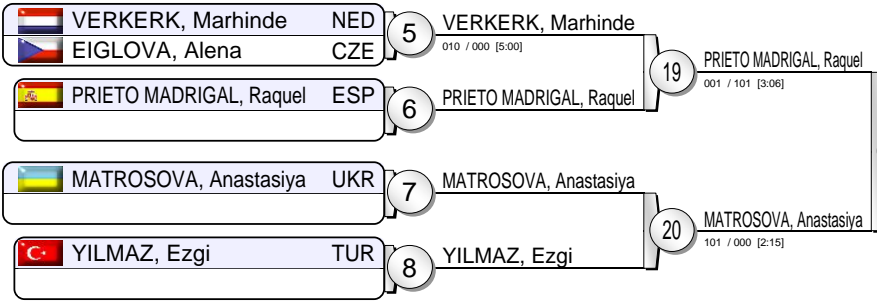 VERKERK, Marhinde NED
EIGLOVA, Alena CZE
5
VERKERK, Marhinde
010 / 000 [5:00]
PRIETO MADRIGAL, Raquel ESP
6
PRIETO MADRIGAL, Raquel
19
PRIETO MADRIGAL, Raquel
001 / 101 [3:06]
MATROSOVA, Anastasiya UKR
7
MATROSOVA, Anastasiya
YILMAZ, Ezgi TUR
8
YILMAZ, Ezgi
20
MATROSOVA, Anastasiya
101 / 000 [2:15]